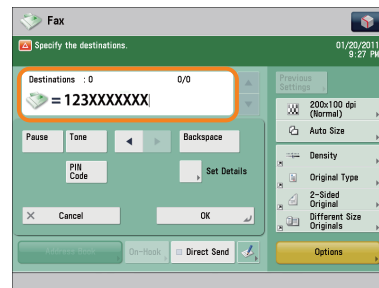 Fax
Specify the destinations.
01/20/2011
9:27 PM
Destinations : 0
0/0
= 123XXXXXXX
Previous
Settings
200x100 dpi
(Normal)
Auto Size
Pause
Tone
Backspace
Density
PIN
Code
Set Details
Original Type
2-Sided
Original
Different Size
Originals
Cancel
OK
Address Book
On-Hook
Direct Send
Options